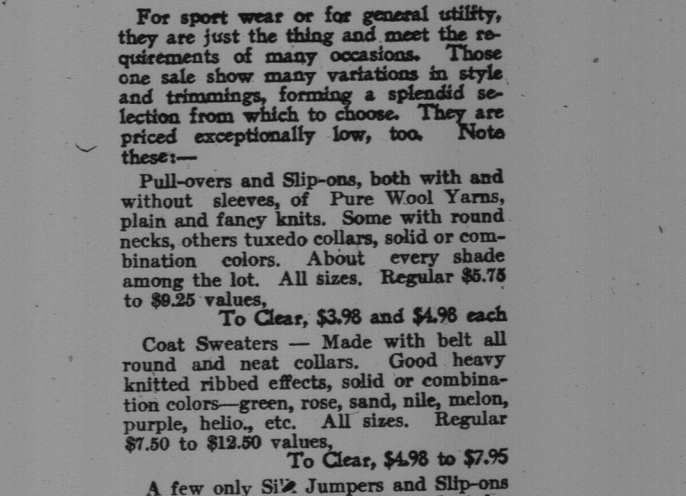 For sport wear or for general utility,
they are just the thing and meet the re-
quirements of many occasions. Those
one sale show many variations in style
and trimmings, forming a splendid se-
lection from which to choose. They are
priced exceptionally low, too. Note
these:—
Pull-overs and Slip-ons, both with and
without sleeves, of Pure Wool Yarns,
plain and fancy knits. Some with round
necks, others tuxedo collars, solid or com-
bination colors. About every shade
among the lot. All sizes. Regular $5.75
to $9.25 values,
To Clear, $3.98 and $4.98 each
Coat Sweaters — Made with belt all
round and neat collars. Good heavy
knitted ribbed effects, solid or combina-
tion colors—green, rose, sand, nile, melon,
purple, helio., etc. All sizes. Regular
$7.50 to $12.50 values,
To Clear, $4.98 to $7.95
A few only Jumpers and Slip-ons